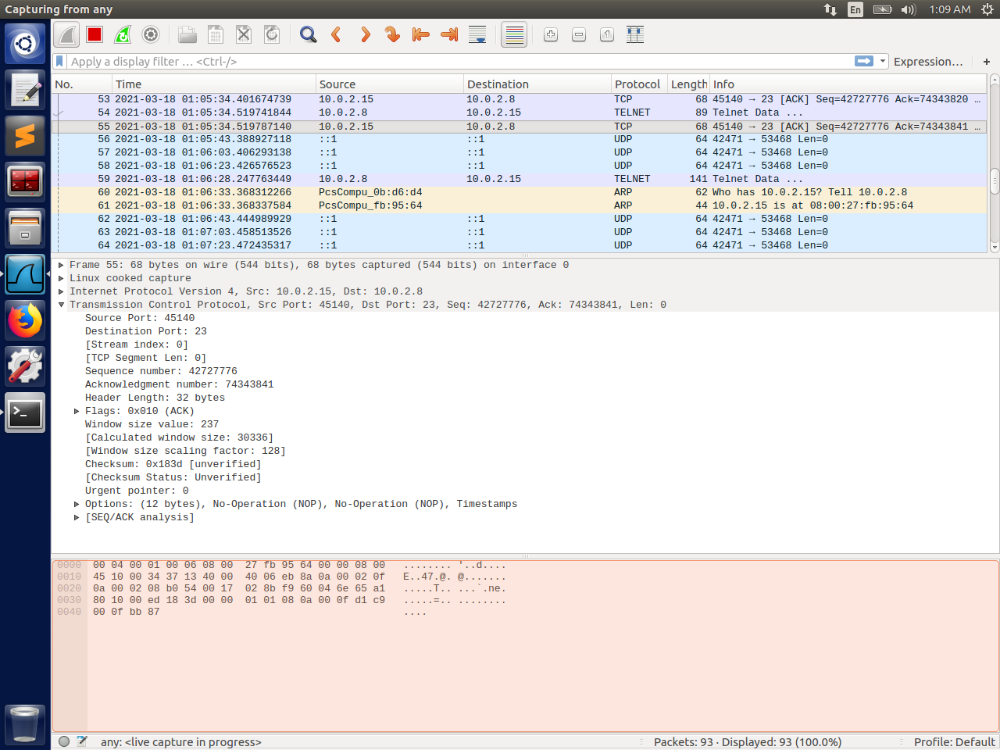 Capturing from any
En
1:09 AM
Apply a display filter … <Ctrl-/>
Expression…
+
No. Time Source Destination Protocol Length Info
53 2021-03-18 01:05:34.401674739 10.0.2.15 10.0.2.8 TCP 68 45140 → 23 [ACK] Seq=42727776 Ack=74343820 …
54 2021-03-18 01:05:34.519741844 10.0.2.8 10.0.2.15 TELNET 89 Telnet Data ...
55 2021-03-18 01:05:34.519787140 10.0.2.15 10.0.2.8 TCP 68 45140 → 23 [ACK] Seq=42727776 Ack=74343841 …
56 2021-03-18 01:05:43.388927118 ::1 ::1 UDP 64 42471 → 53468 Len=0
57 2021-03-18 01:06:03.406293138 ::1 ::1 UDP 64 42471 → 53468 Len=0
58 2021-03-18 01:06:23.426576523 ::1 ::1 UDP 64 42471 → 53468 Len=0
59 2021-03-18 01:06:28.247763449 10.0.2.8 10.0.2.15 TELNET 141 Telnet Data ...
60 2021-03-18 01:06:33.368312266 PcsCompu_0b:d6:d4 ARP 62 Who has 10.0.2.15? Tell 10.0.2.8
61 2021-03-18 01:06:33.368337584 PcsCompu_fb:95:64 ARP 44 10.0.2.15 is at 08:00:27:fb:95:64
62 2021-03-18 01:06:43.444989929 ::1 ::1 UDP 64 42471 → 53468 Len=0
63 2021-03-18 01:07:03.458513526 ::1 ::1 UDP 64 42471 → 53468 Len=0
64 2021-03-18 01:07:23.472435317 ::1 ::1 UDP 64 42471 → 53468 Len=0
Frame 55: 68 bytes on wire (544 bits), 68 bytes captured (544 bits) on interface 0
Linux cooked capture
Internet Protocol Version 4, Src: 10.0.2.15, Dst: 10.0.2.8
Transmission Control Protocol, Src Port: 45140, Dst Port: 23, Seq: 42727776, Ack: 74343841, Len: 0
Source Port: 45140
Destination Port: 23
[Stream index: 0]
[TCP Segment Len: 0]
Sequence number: 42727776
Acknowledgment number: 74343841
Header Length: 32 bytes
Flags: 0x010 (ACK)
Window size value: 237
[Calculated window size: 30336]
[Window size scaling factor: 128]
Checksum: 0x183d [unverified]
[Checksum Status: Unverified]
Urgent pointer: 0
Options: (12 bytes), No-Operation (NOP), No-Operation (NOP), Timestamps
[SEQ/ACK analysis]
0000 00 04 00 01 00 06 08 00 27 fb 95 64 00 00 08 00 ........ '..d....
0010 45 10 00 34 37 13 40 00 40 06 eb 8a 0a 00 02 0f E..47.@. @.......
0020 0a 00 02 08 b0 54 00 17 02 8b f9 60 04 6e 65 a1 .....T.. ...`.ne.
0030 80 10 00 ed 18 3d 00 00 01 01 08 0a 00 0f d1 c9 .....=.. ........
0040 00 0f bb 87 ....
any: <live capture in progress>
Packets: 93 · Displayed: 93 (100.0%)
Profile: Default